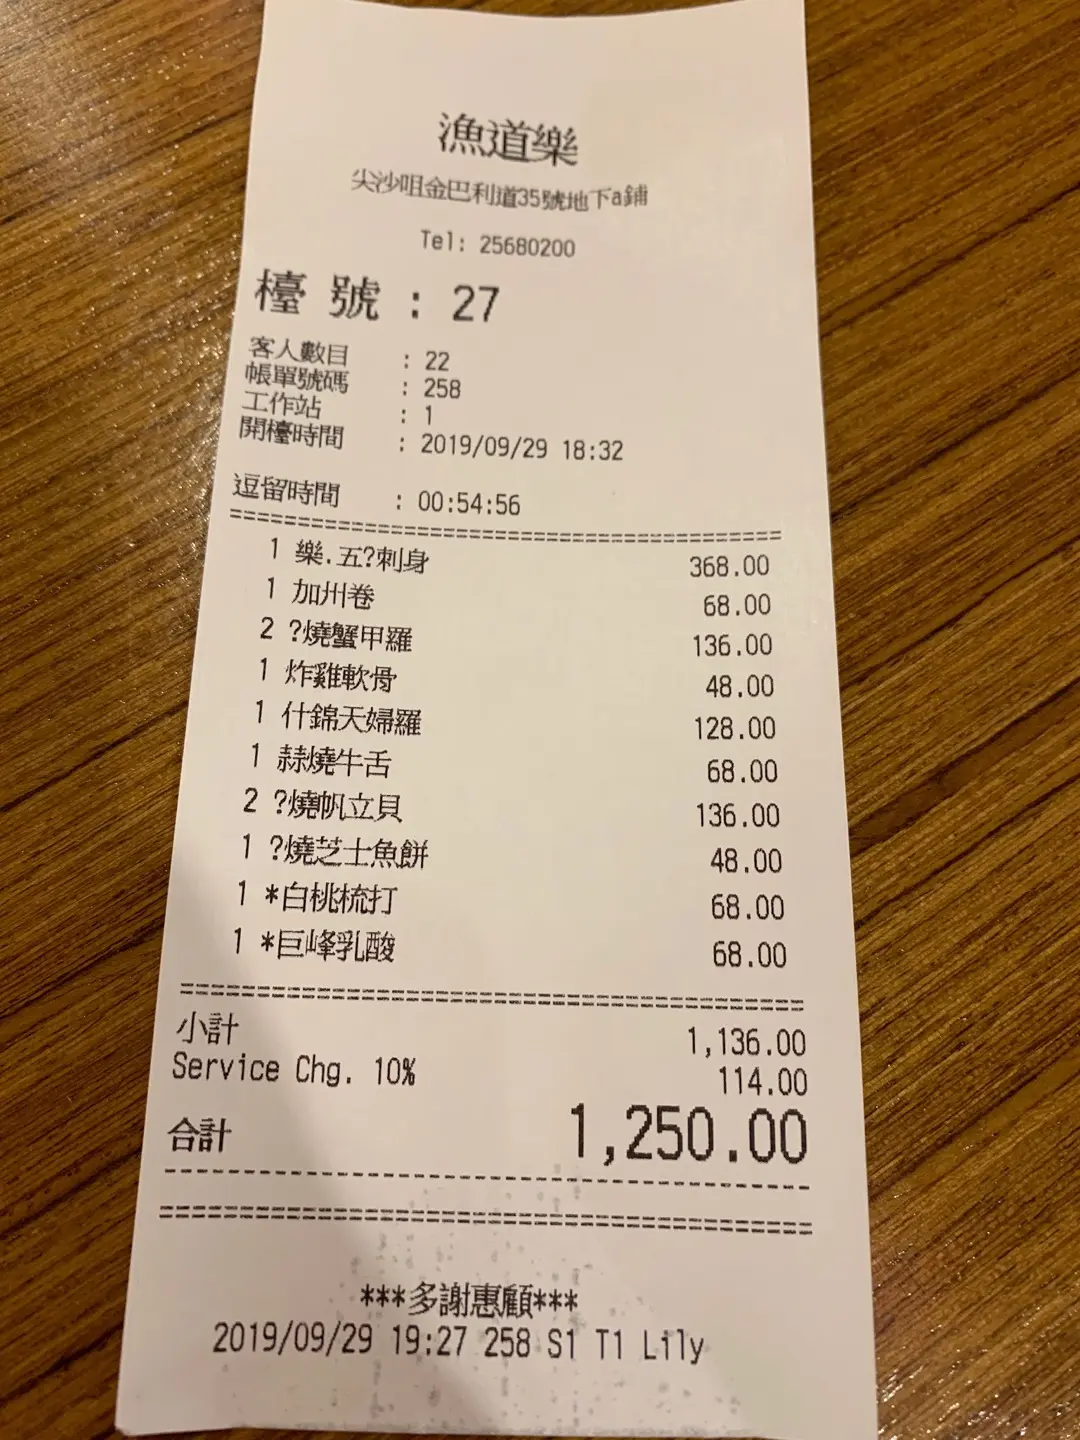 漁道樂
尖沙咀金巴利道35號地下a鋪
Tel: 25680200
檯 號 : 27
客人數目 : 22
帳單號碼 : 258
工作站 : 1
開檯時間 : 2019/09/29 18:32
逗留時間 : 00:54:56
1 樂.五?刺身 368.00
1 加州卷 68.00
2 ?燒蟹甲羅 136.00
1 炸雞軟骨 48.00
1 什錦天婦羅 128.00
1 蒜燒牛舌 68.00
2 ?燒帆立貝 136.00
1 ?燒芝士魚餅 48.00
1 *白桃梳打 68.00
1 *巨峰乳酸 68.00
小計 1,136.00
Service Chg. 10% 114.00
合計 1,250.00
***多謝惠顧***
2019/09/29 19:27 258 S1 T1 Lily